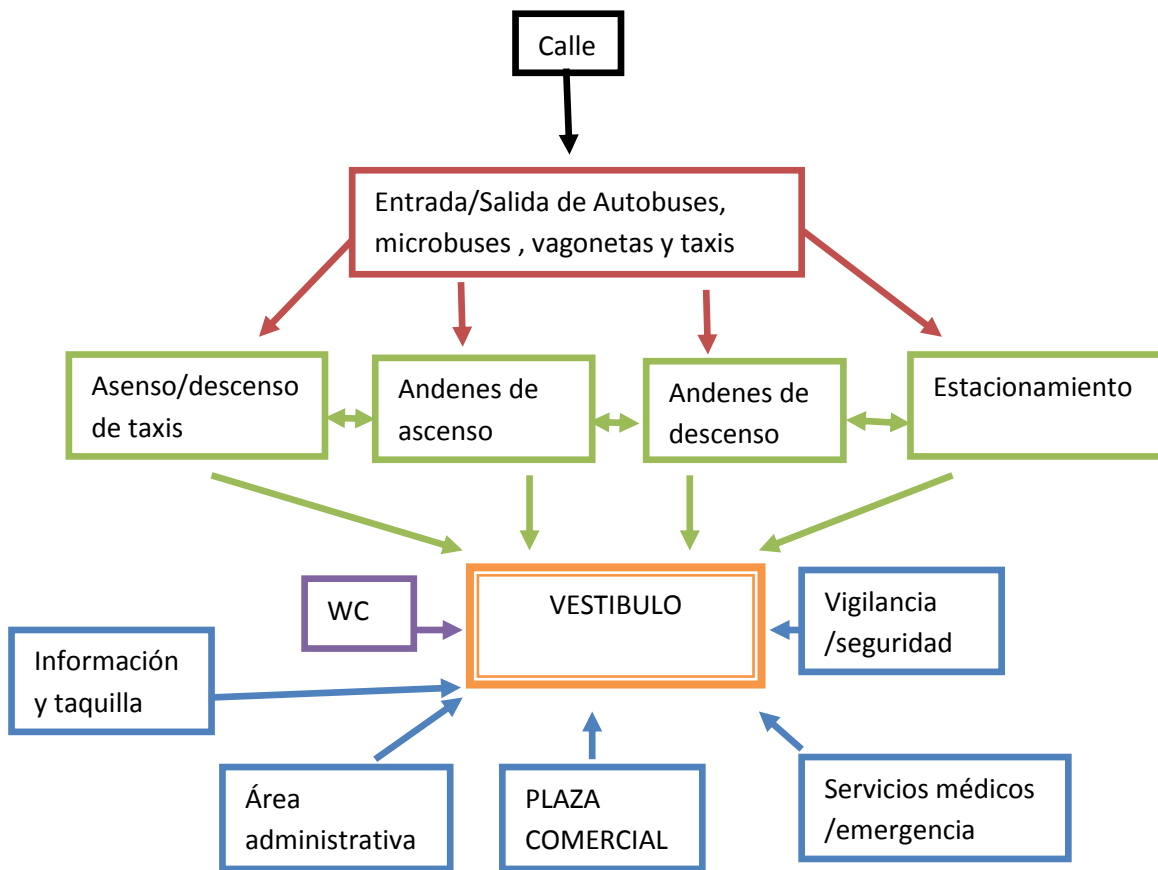 Calle
Entrada/Salida de Autobuses,
microbuses , vagonetas y taxis
Asenso/descenso
de taxis
Andenes de
ascenso
Andenes de
descenso
Estacionamiento
WC
VESTIBULO
Vigilancia
/seguridad
Información
y taquilla
Área
administrativa
PLAZA
COMERCIAL
Servicios médicos
/emergencia